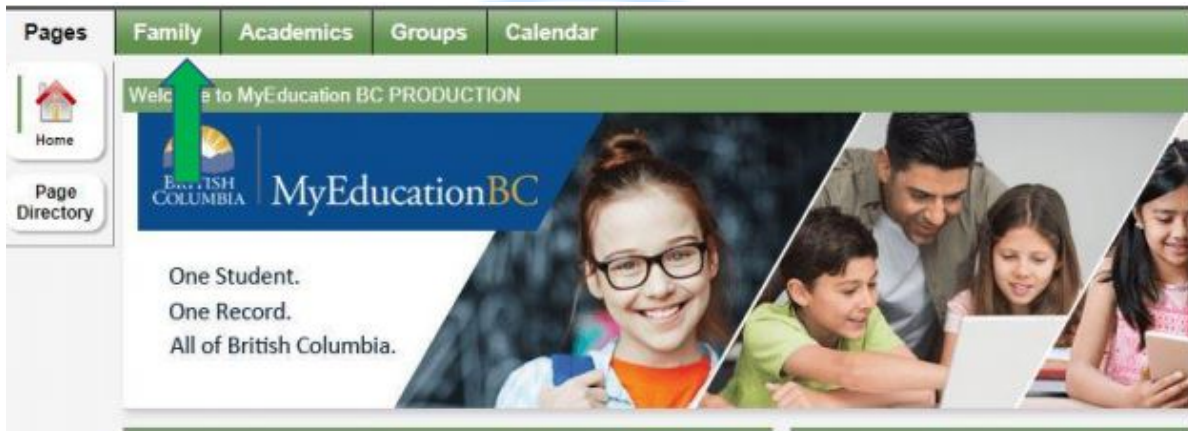 Pages Family Academics Groups Calendar
Home
Page
Directory
to MyEducation BC PRODUCTION
COLUMBIA
MyEducationBC
One Student.
One Record.
All of British Columbia.